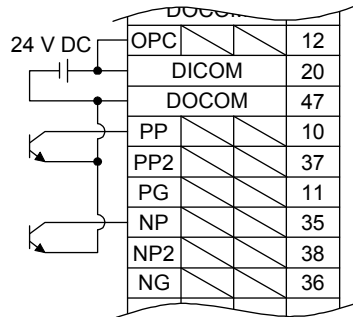 DOCOM
24 V DC
OPC 12
DICOM 20
DOCOM 47
PP 10
PP2 37
PG 11
NP 35
NP2 38
NG 36